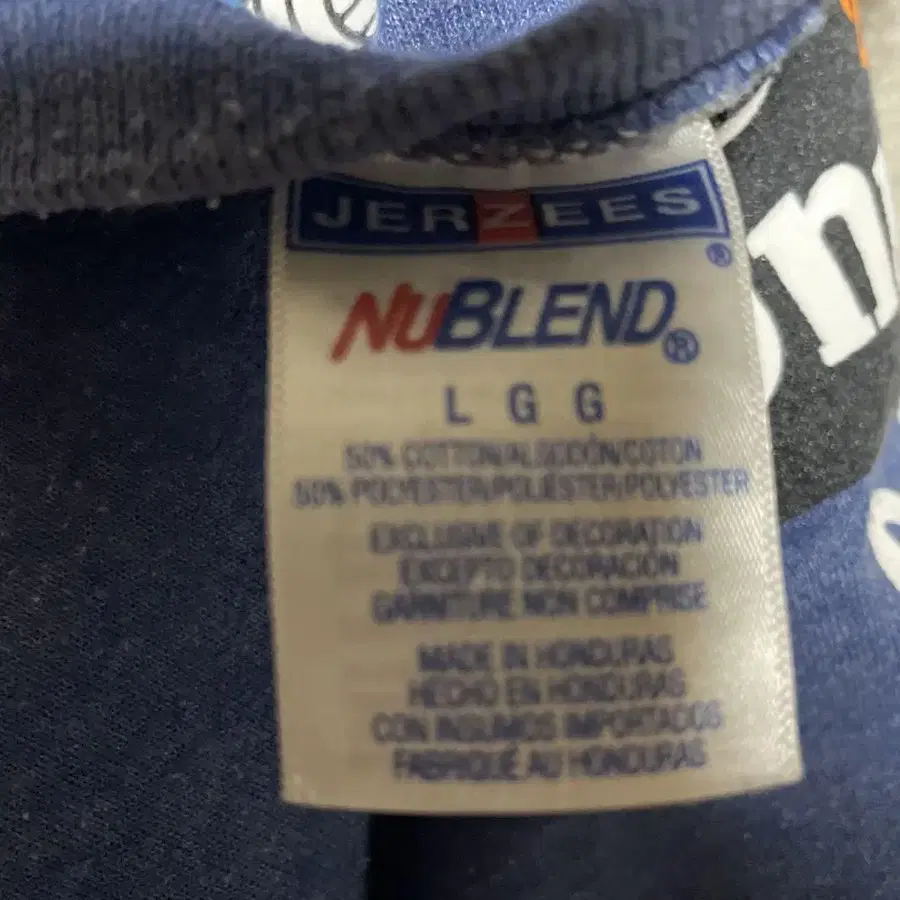 JERZEES
®
NUBLEND®
L G G
50% COTTON/ALGODÓN/COTON
50% POLYESTER/POLIÉSTER/POLYESTER
EXCLUSIVE OF DECORATION
EXCEPTO DECORACIÓN
GARNITURE NON COMPRISE
MADE IN HONDURAS
HECHO EN HONDURAS
CON INSUMOS IMPORTADOS
FABRIQUÉ AU HONDURAS
on